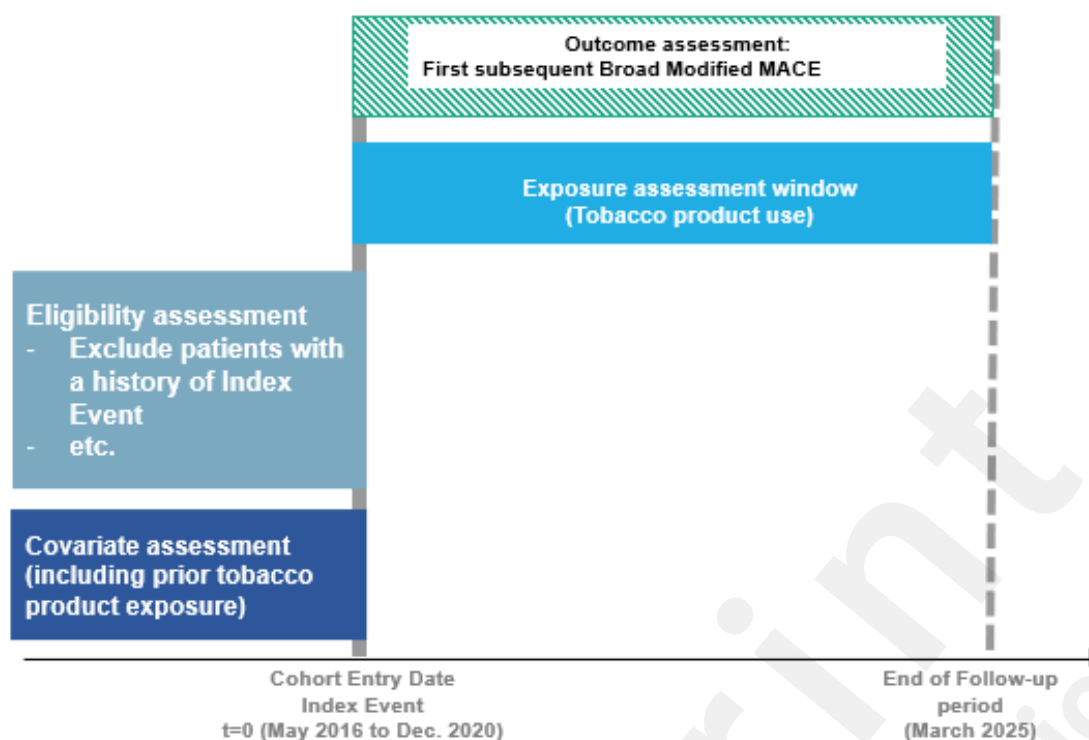 Outcome assessment:
First subsequent Broad Modified MACE
Exposure assessment window
(Tobacco product use)
Eligibility assessment
- Exclude patients with
a history of Index
Event
- etc.
Covariate assessment
(including prior tobacco
product exposure)
Cohort Entry Date
Index Event
t=0 (May 2016 to Dec. 2020)
End of Follow-up
period
(March 2025)